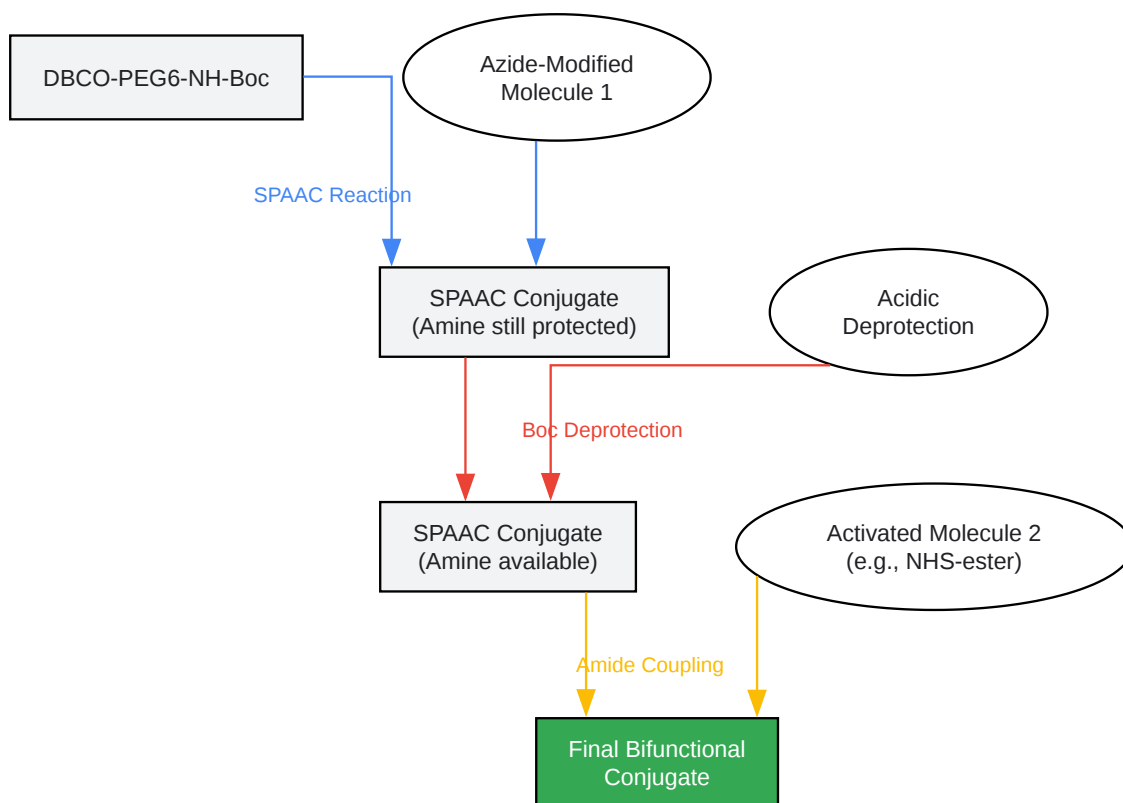 DBCO-PEG6-NH-Boc
Azide-Modified
Molecule 1
SPAAC Reaction
SPAAC Conjugate
(Amine still protected)
Acidic
Deprotection
Boc Deprotection
SPAAC Conjugate
(Amine available)
Activated Molecule 2
(e.g., NHS-ester)
Amide Coupling
Final Bifunctional
Conjugate